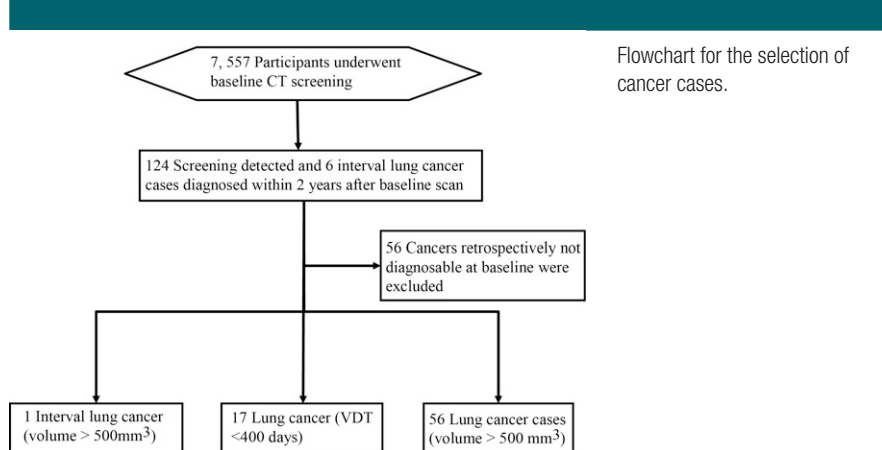 Flowchart for the selection of
cancer cases.
7, 557 Participants underwent
baseline CT screening
124 Screening detected and 6 interval lung cancer
cases diagnosed within 2 years after baseline scan
56 Cancers retrospectively not
diagnosable at baseline were
excluded
1 Interval lung cancer
(volume > 500mm³)
17 Lung cancer (VDT
<400 days)
56 Lung cancer cases
(volume > 500 mm³)